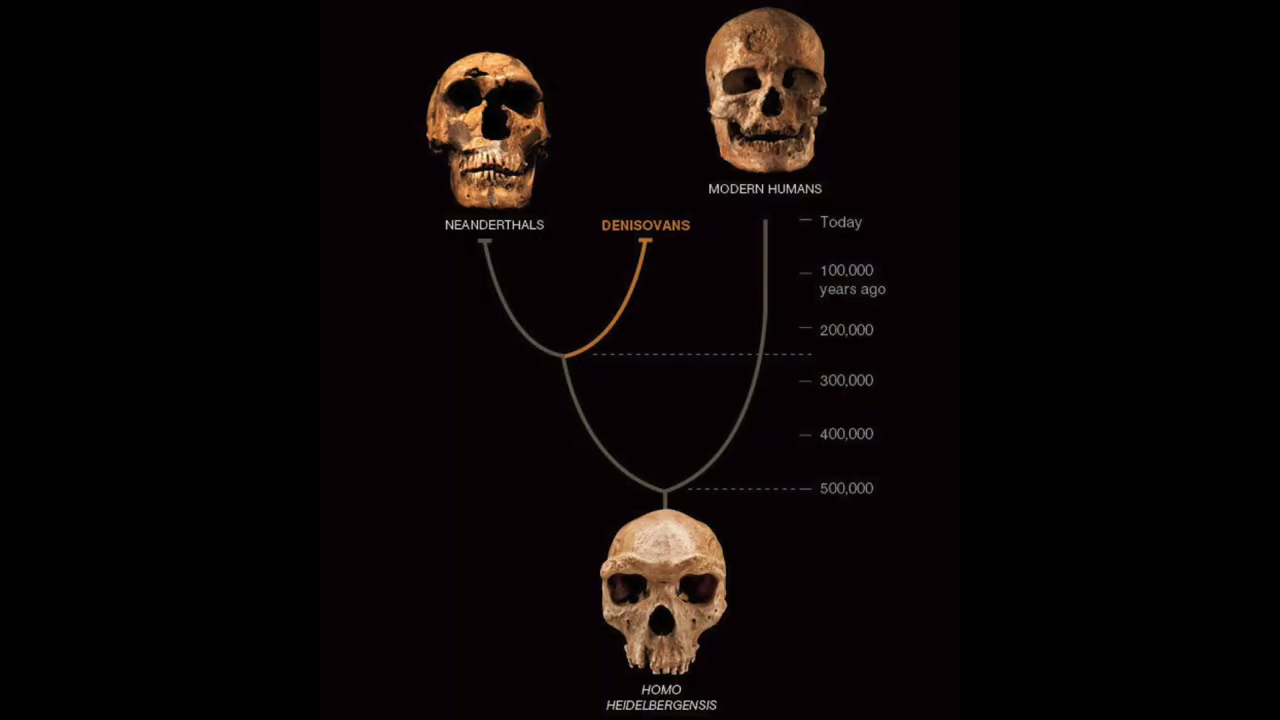 MODERN HUMANS
NEANDERTHALS
DENISOVANS
Today
100,000
years ago
200,000
300,000
400,000
500,000
HOMO
HEIDELBERGENSIS